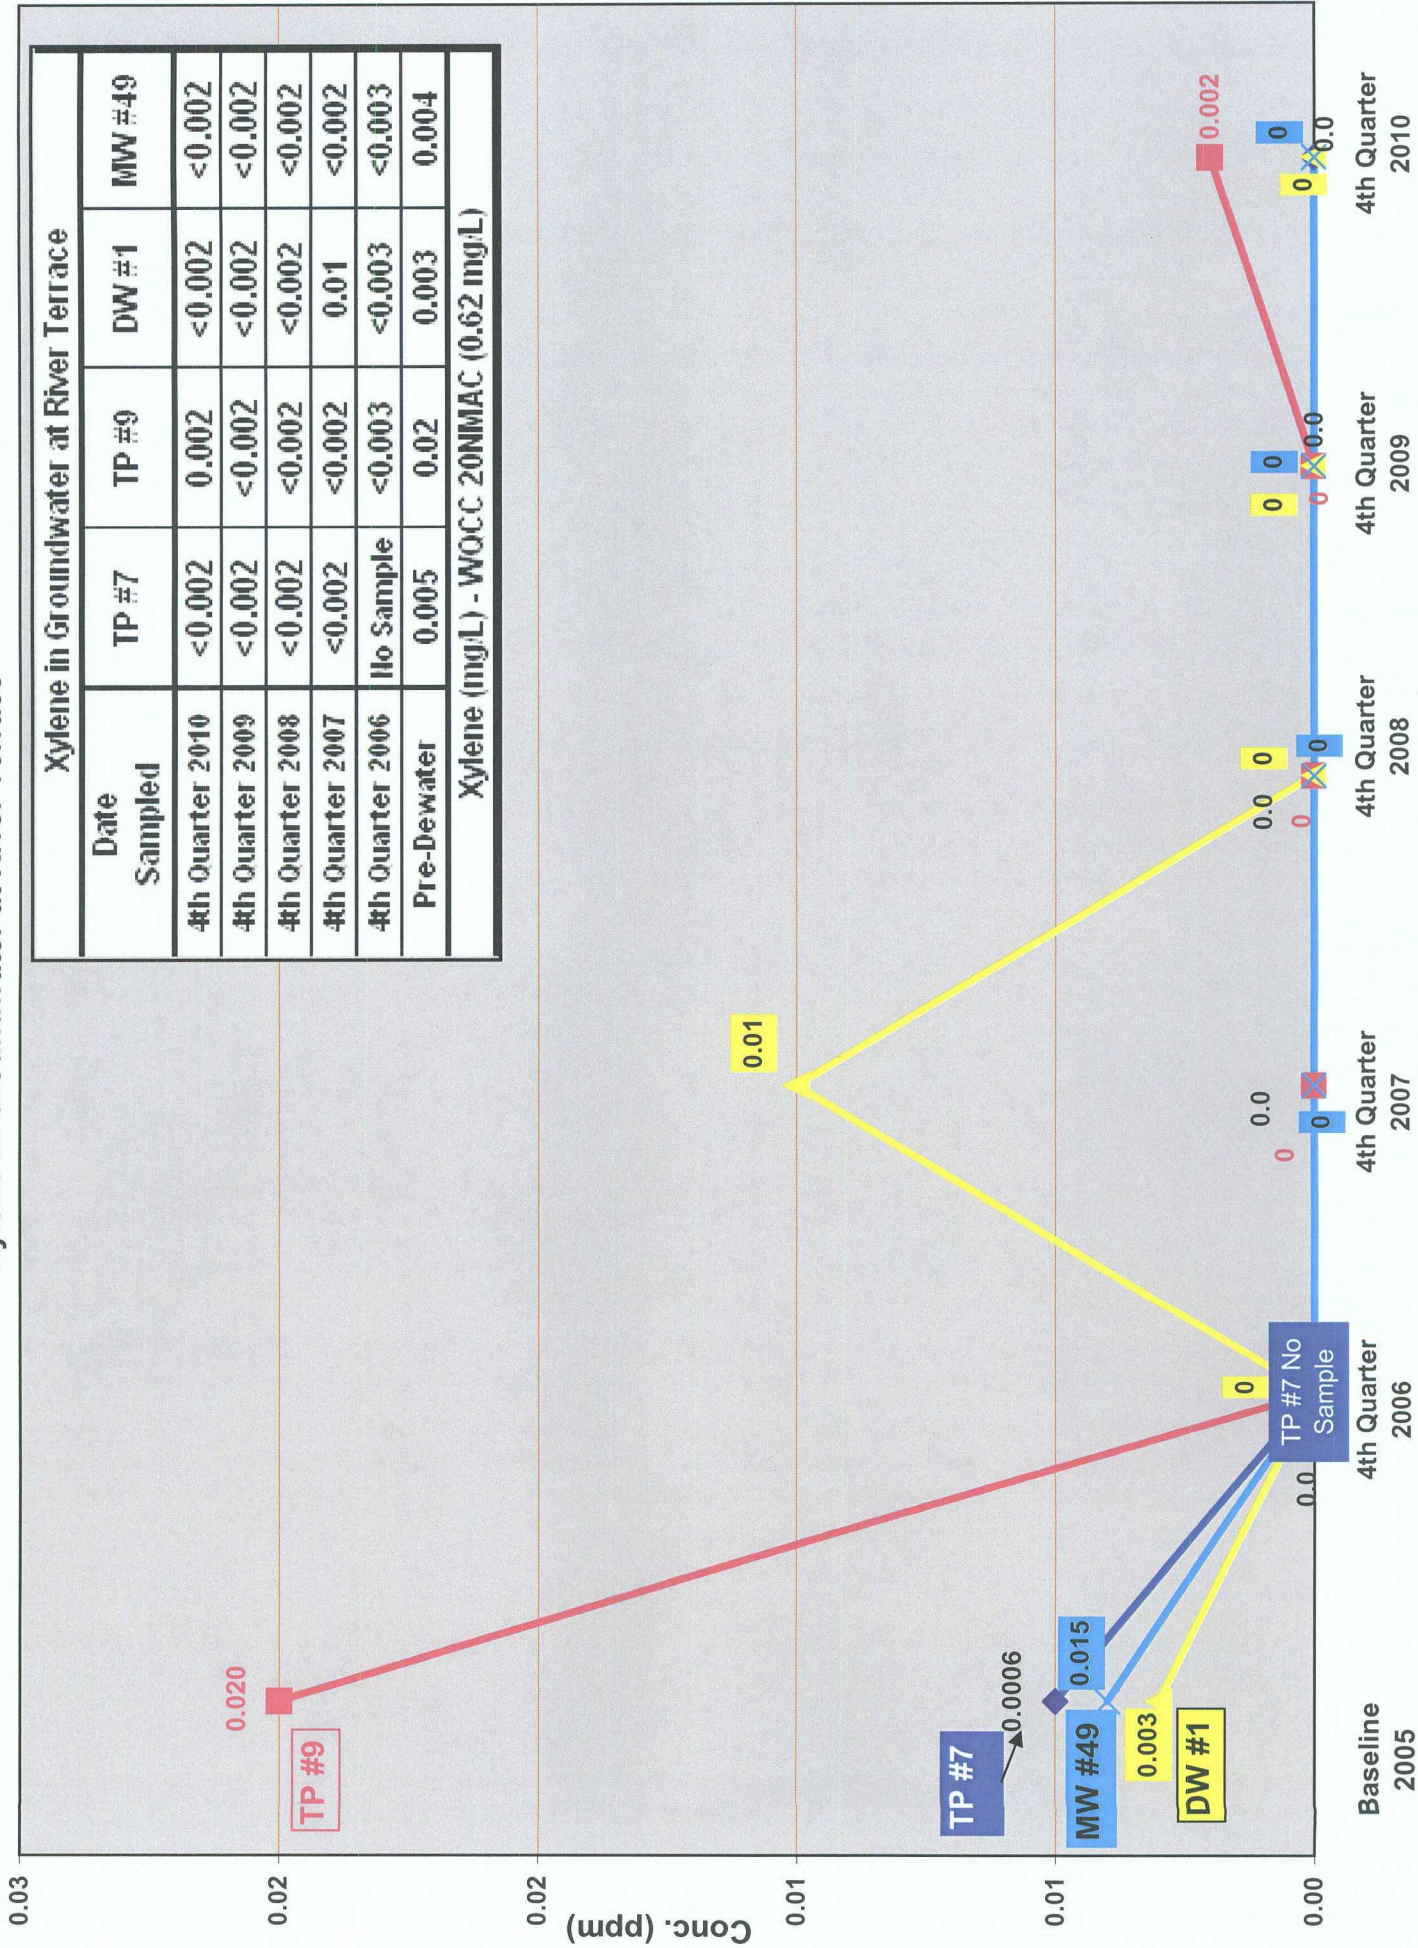 Xylene in Groundwater at River Terrace
Date Sampled TP #7 TP #9 DW #1 MW #49
4th Quarter 2010 <0.002 0.002 <0.002 <0.002
4th Quarter 2009 <0.002 <0.002 <0.002 <0.002
4th Quarter 2008 <0.002 <0.002 <0.002 <0.002
4th Quarter 2007 <0.002 <0.002 0.01 <0.002
4th Quarter 2006 No Sample <0.003 <0.003 <0.003
Pre-Dewater 0.005 0.02 0.003 0.004
Xylene (mg/L) - WQCC 20NMAC (0.62 mg/L)
Conc. (ppm)
0.03
0.02
0.02
0.01
0.01
0.00
0.020
TP #9
TP #7
0.0006
MW #49
0.015
0.003
DW #1
0
TP #7 No
Sample
0.0
0.01
0.0
0
0
0
0.0
0
0
0
0
0
0.0
0.002
0
0
0.0
Baseline
2005
4th Quarter
2006
4th Quarter
2007
4th Quarter
2008
4th Quarter
2009
4th Quarter
2010